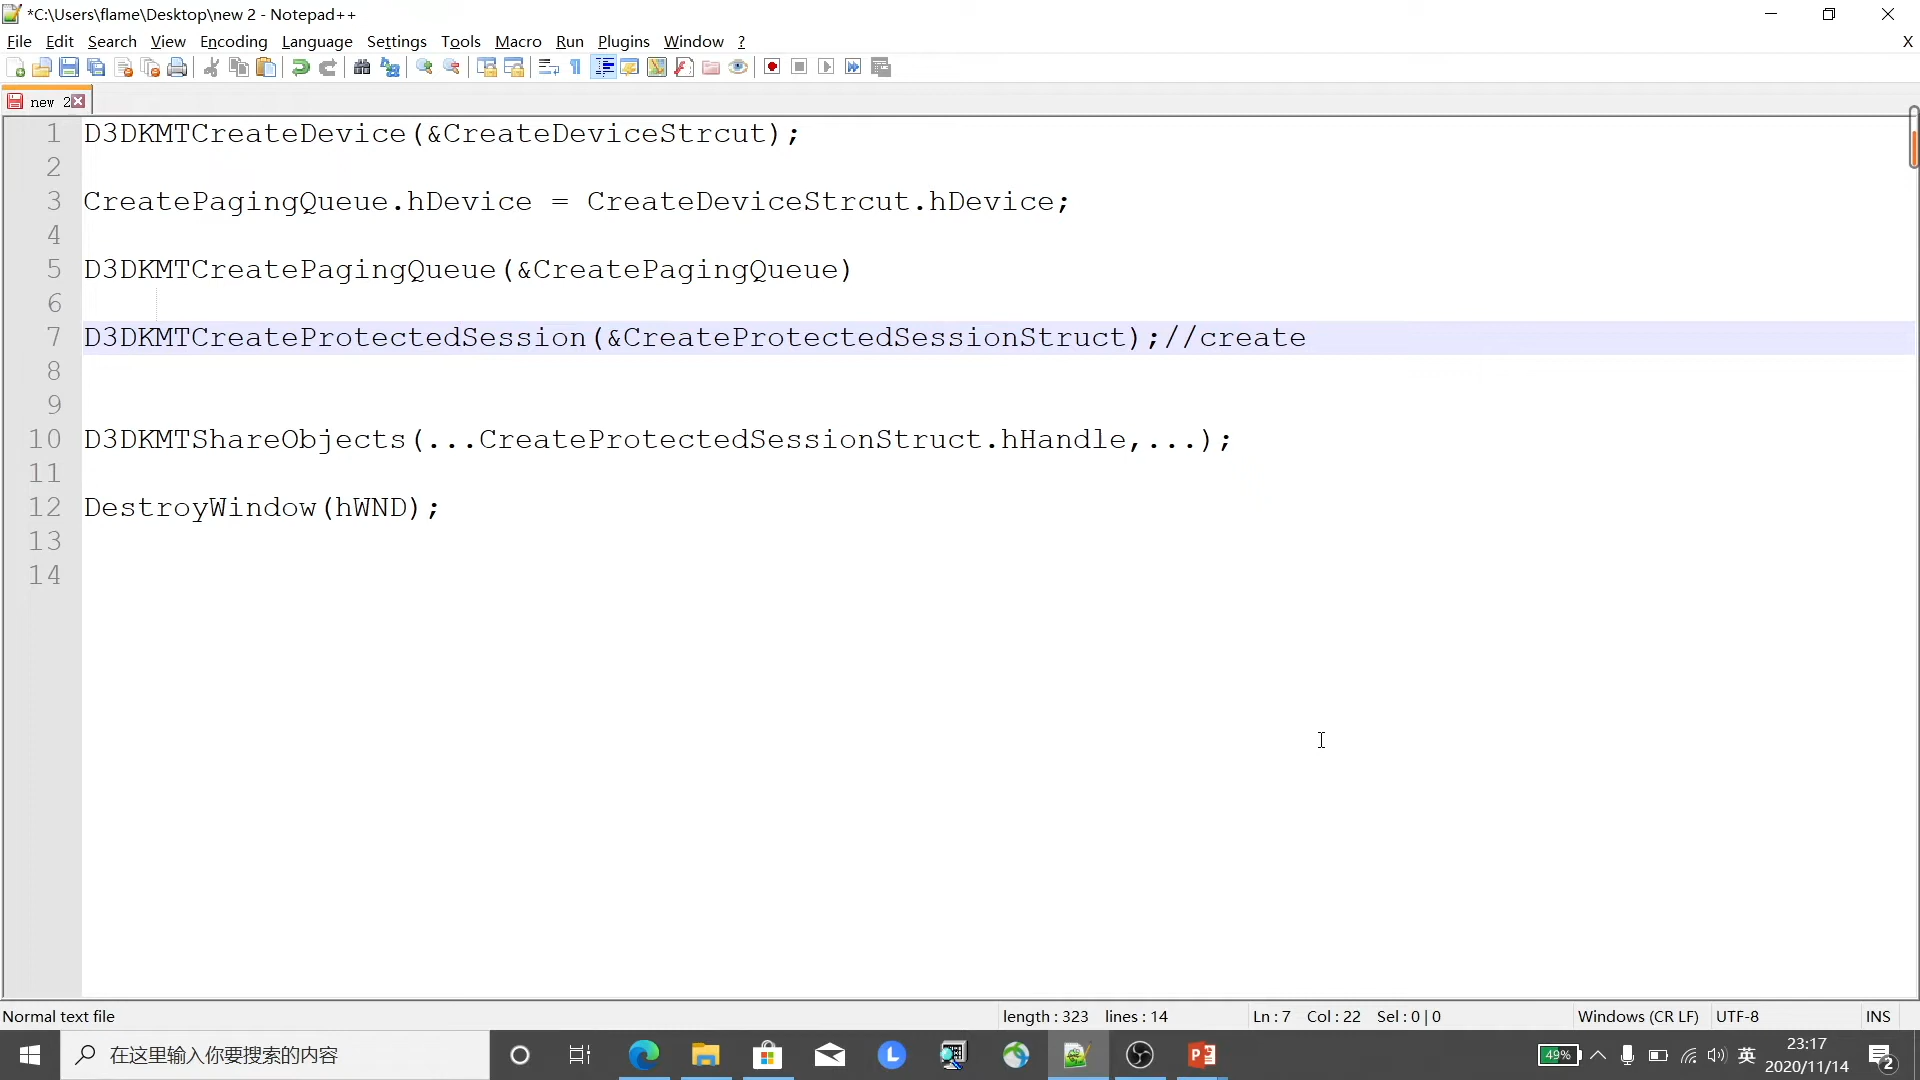 *C:\Users\flame\Desktop\new 2 - Notepad++
File Edit Search View Encoding Language Settings Tools Macro Run Plugins Window ? X
new 2
1 D3DKMTCreateDevice(&CreateDeviceStrcut);
2
3 CreatePagingQueue.hDevice = CreateDeviceStrcut.hDevice;
4
5 D3DKMTCreatePagingQueue(&CreatePagingQueue)
6
7 D3DKMTCreateProtectedSession(&CreateProtectedSessionStruct);//create
8
9
10 D3DKMTShareObjects(...CreateProtectedSessionStruct.hHandle,...);
11
12 DestroyWindow(hWND);
13
14
Normal text file length : 323 lines : 14 Ln : 7 Col : 22 Sel : 0 | 0 Windows (CR LF) UTF-8 INS
在这里输入你要搜索的内容 49% 英 23:17
2020/11/14 2